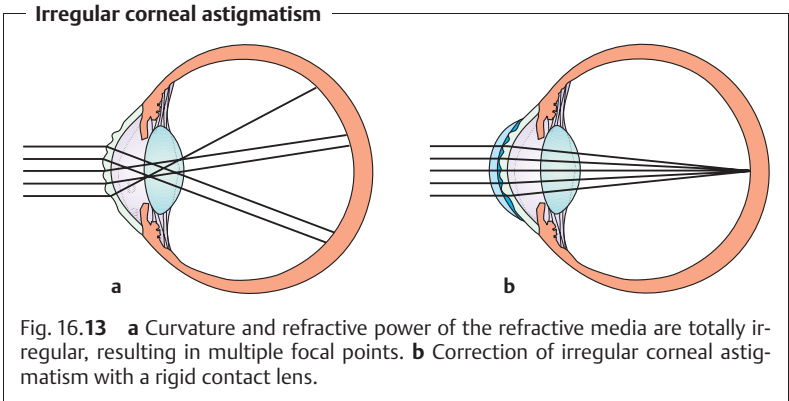 Irregular corneal astigmatism
a
b
Fig. 16.13 a Curvature and refractive power of the refractive media are totally ir-
regular, resulting in multiple focal points. b Correction of irregular corneal astig-
matism with a rigid contact lens.